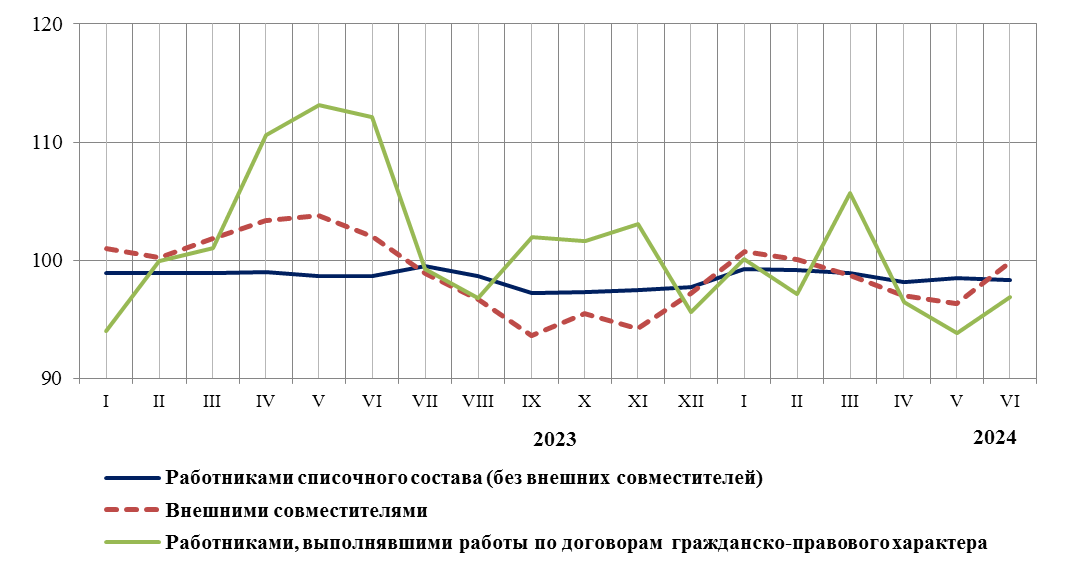 120
110
100
90
I II III IV V VI VII VIII IX X XI XII I II III IV V VI
2023 2024
Работниками списочного состава (без внешних совместителей)
Внешними совместителями
Работниками, выполнявшими работы по договорам гражданско-правового характера